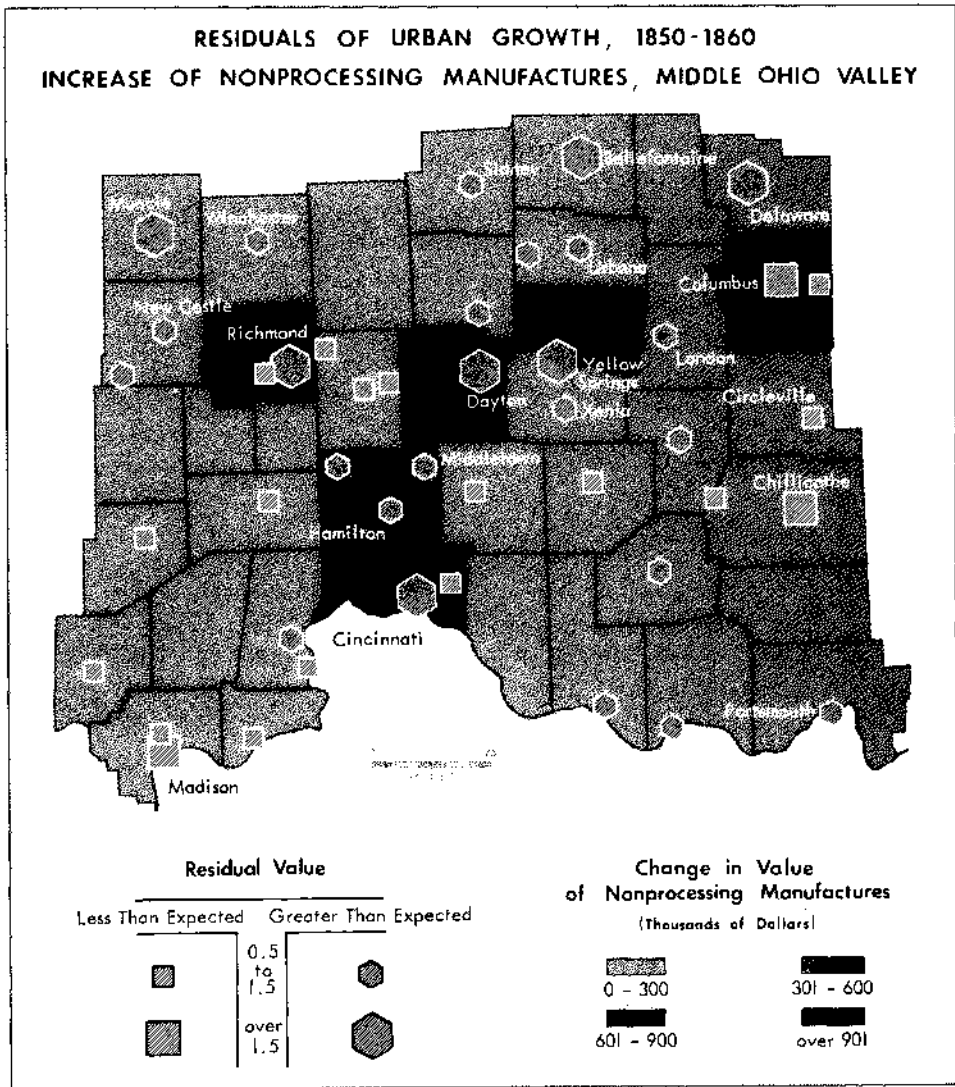 RESIDUALS OF URBAN GROWTH, 1850-1860
INCREASE OF NONPROCESSING MANUFACTURES, MIDDLE OHIO VALLEY
Sidney
Bellefontaine
Muncie
Winchester
Delaware
Urbana
Columbus
New Castle
Richmond
London
Yellow
Springs
Dayton
Xenia
Circleville
Middletown
Chillicothe
Hamilton
Cincinnati
Portsmouth
Madison
Residual Value
Less Than Expected
Greater Than Expected
0.5
to
1.5
over
1.5
Change in Value
of Nonprocessing Manufactures
(Thousands of Dollars)
0 - 300
301 - 600
601 - 900
over 901